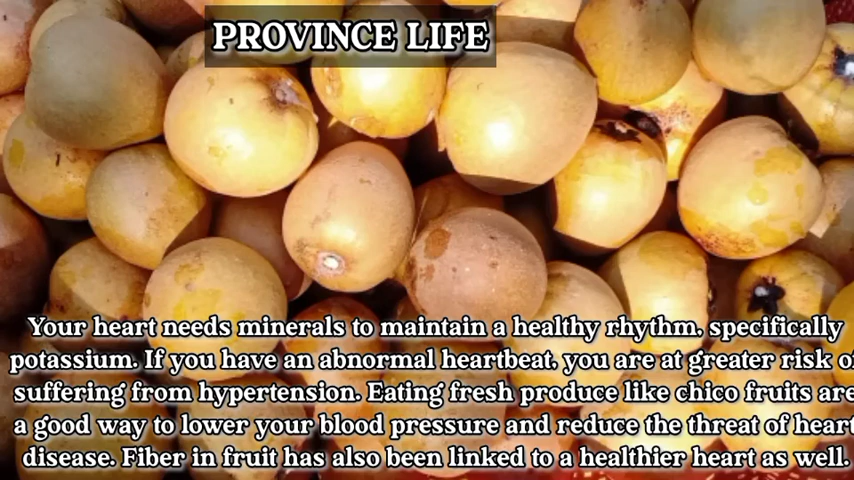 PROVINCE LIFE
Your heart needs minerals to maintain a healthy rhythm. specifically
potassium. If you have an abnormal heartbeat. you are at greater risk of
suffering from hypertension. Eating fresh produce like chico fruits are
a good way to lower your blood pressure and reduce the threat of heart
disease. Fiber in fruit has also been linked to a healthier heart as well.